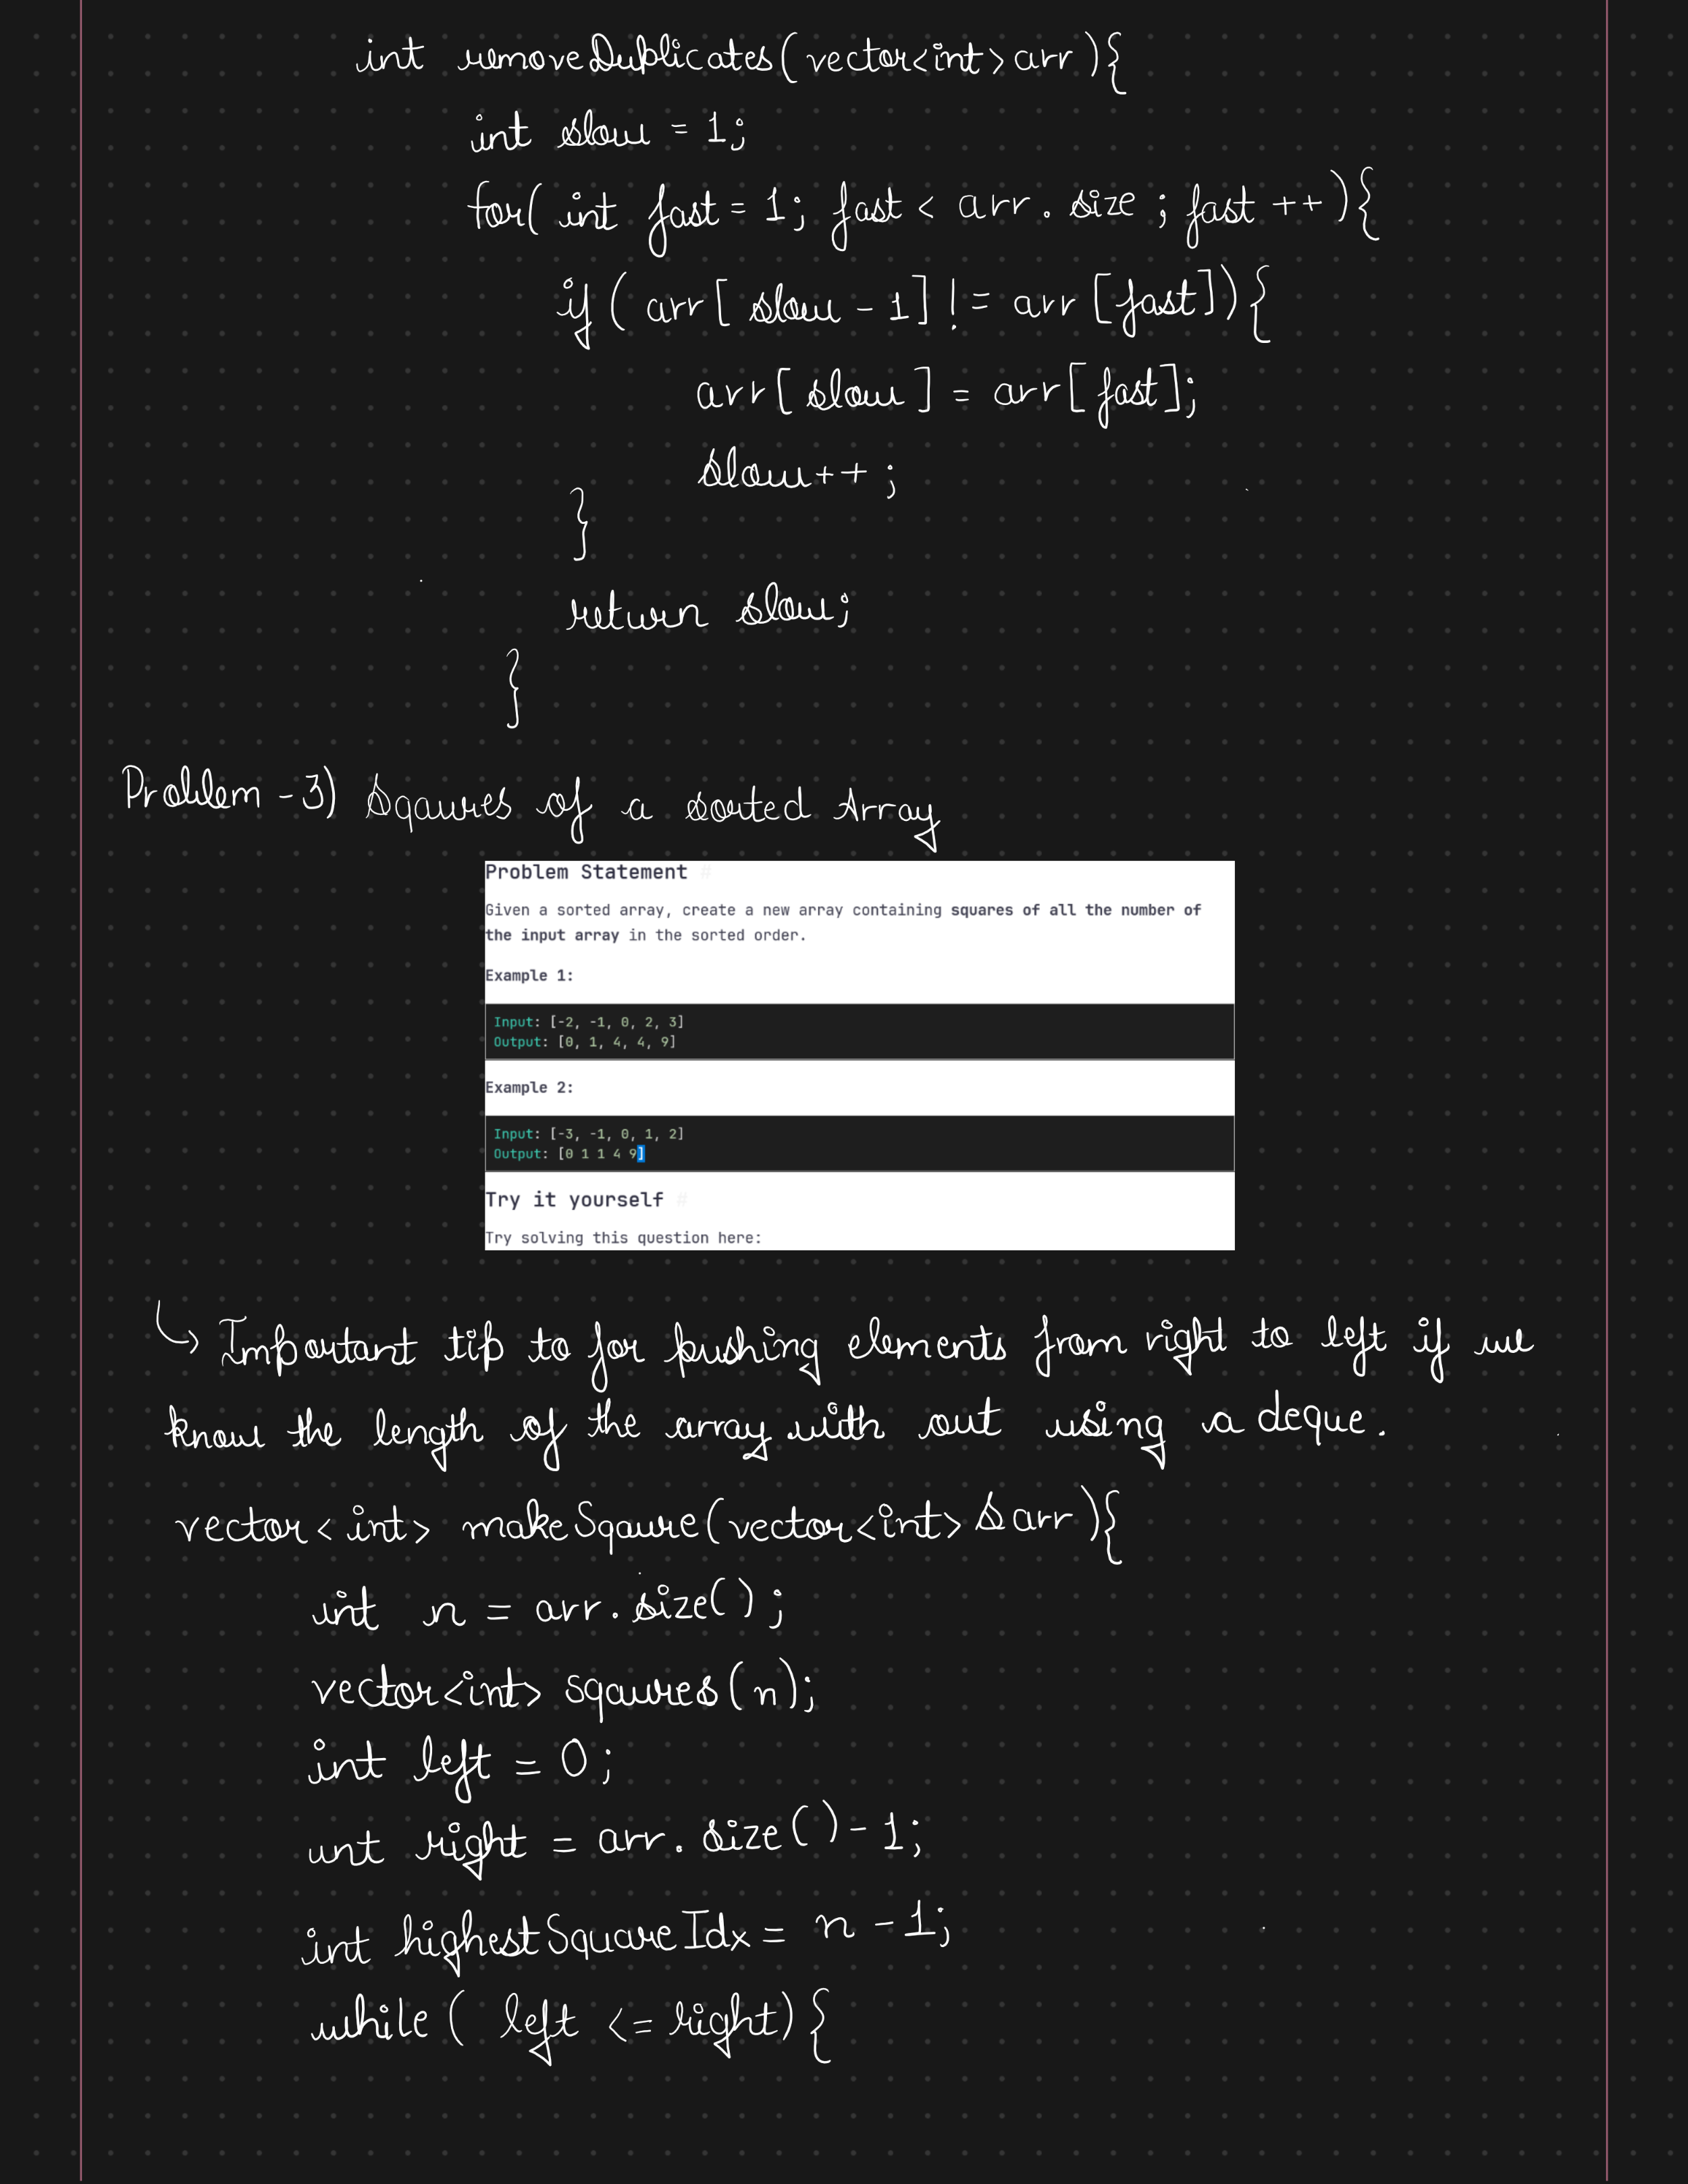 int removeDuplicates(vector<int> arr){
int slow = 1;
for( int fast = 1; fast < arr. size ; fast ++){
if ( arr[ slow - 1] != arr [fast]){
arr[ slow ] = arr[ fast];
slow++ ;
}
return slow;
}
Problem -3) Sqaures of a sorted Array
Problem Statement #
Given a sorted array, create a new array containing squares of all the number of
the input array in the sorted order.
Example 1:
Input: [-2, -1, 0, 2, 3]
Output: [0, 1, 4, 4, 9]
Example 2:
Input: [-3, -1, 0, 1, 2]
Output: [0 1 1 4 9]
Try it yourself #
Try solving this question here:
↳ Important tip to for pushing elements from right to left if we
know the length of the array with out using a deque.
vector< int> make Sqaure(vector<int> & arr){
int n = arr. size() ;
vector<int> sqaures (n);
int left = 0;
int right = arr. size () - 1;
int highest Square Idx = n - 1;
while ( left <= right) {